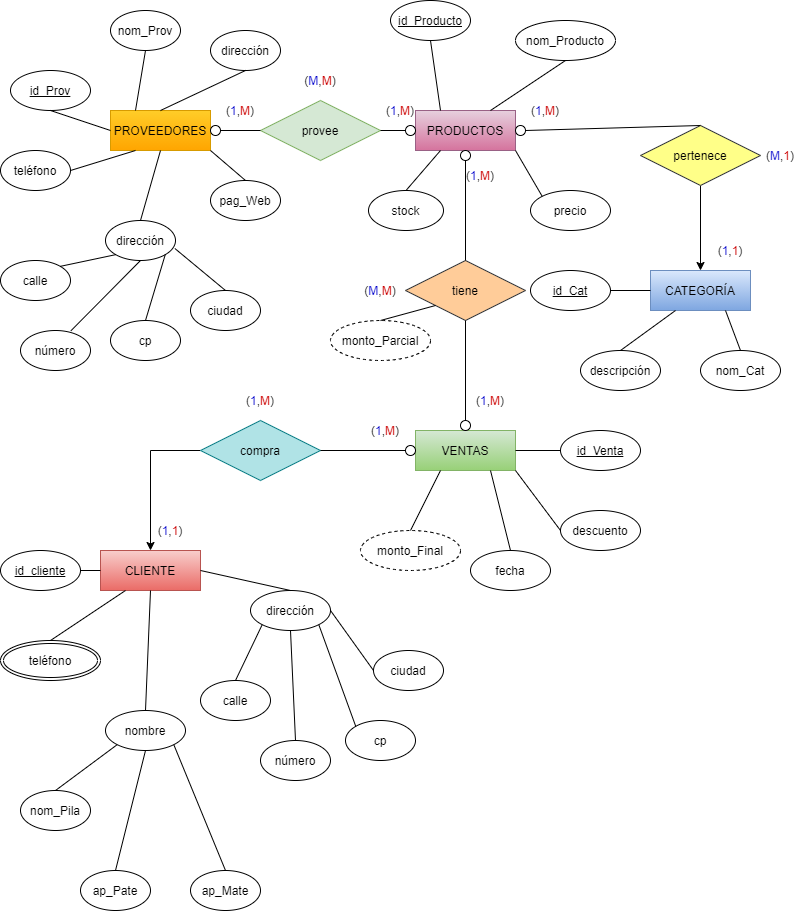 id_Producto
nom_Prov
nom_Producto
dirección
(M,M)
id_Prov
(1,M)
(1,M)
(1,M)
PROVEEDORES
provee
PRODUCTOS
pertenece
(M,1)
teléfono
(1,M)
pag_Web
stock
precio
dirección
(1,1)
calle
(M,M)
tiene
id_Cat
CATEGORÍA
ciudad
número
cp
monto_Parcial
descripción
nom_Cat
(1,M)
(1,M)
(1,M)
compra
VENTAS
id_Venta
(1,1)
descuento
monto_Final
id_cliente
CLIENTE
fecha
dirección
teléfono
ciudad
calle
nombre
cp
número
nom_Pila
ap_Pate
ap_Mate